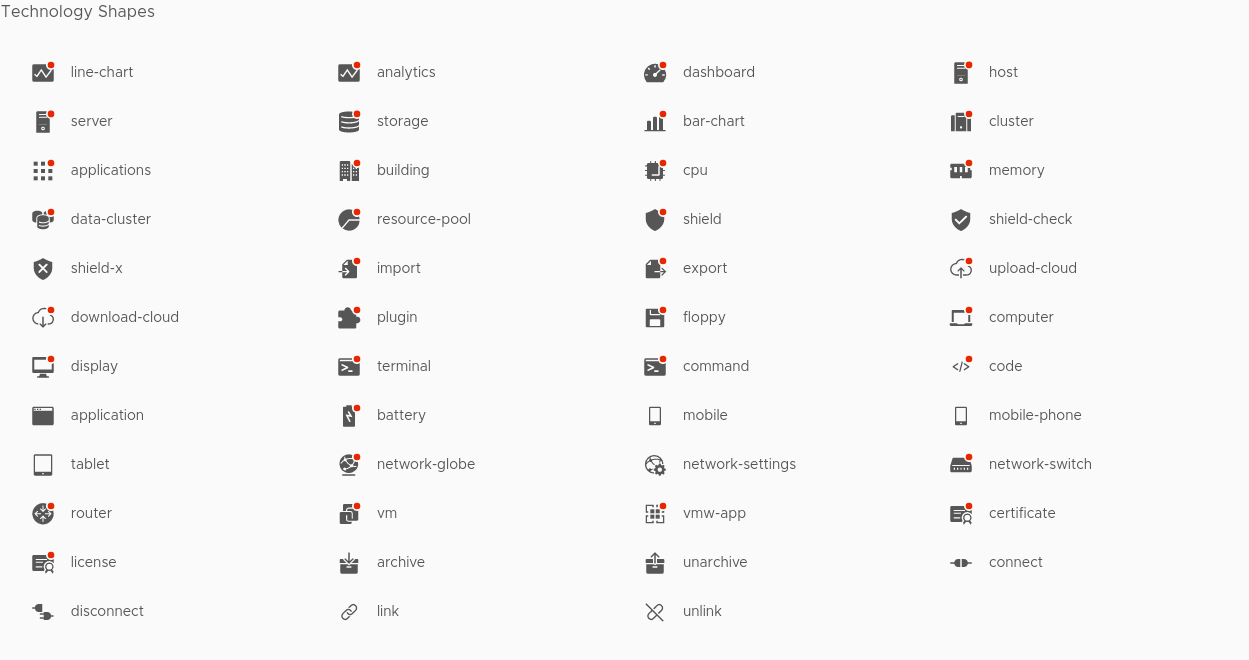 Technology Shapes
line-chart analytics dashboard host
server storage bar-chart cluster
applications building cpu memory
data-cluster resource-pool shield shield-check
shield-x import export upload-cloud
download-cloud plugin floppy computer
display terminal command code
application battery mobile mobile-phone
tablet network-globe network-settings network-switch
router vm vmw-app certificate
license archive unarchive connect
disconnect link unlink